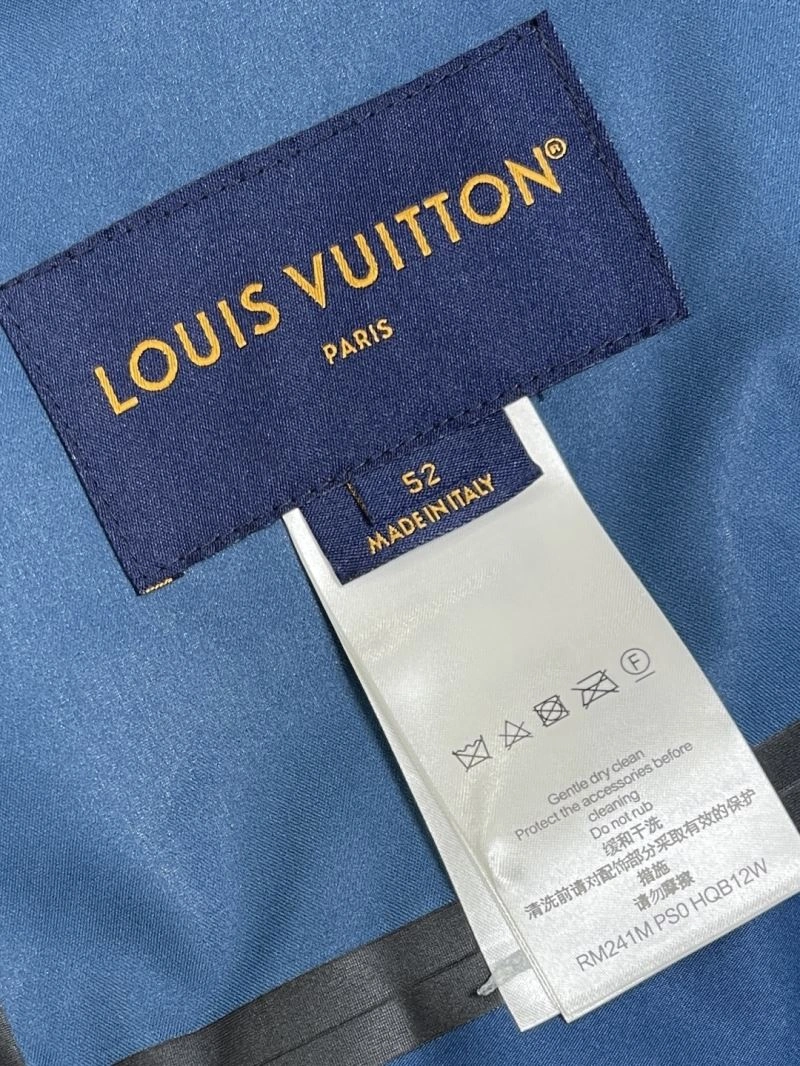 LOUIS VUITTON®
PARIS
52
MADE IN ITALY
F
Gentle dry clean
Protect the accessories before
cleaning
Do not rub
缓和干洗
清洗前请对配饰部分采取有效的保护
措施
请勿摩擦
RM241M PS0 HQB12W